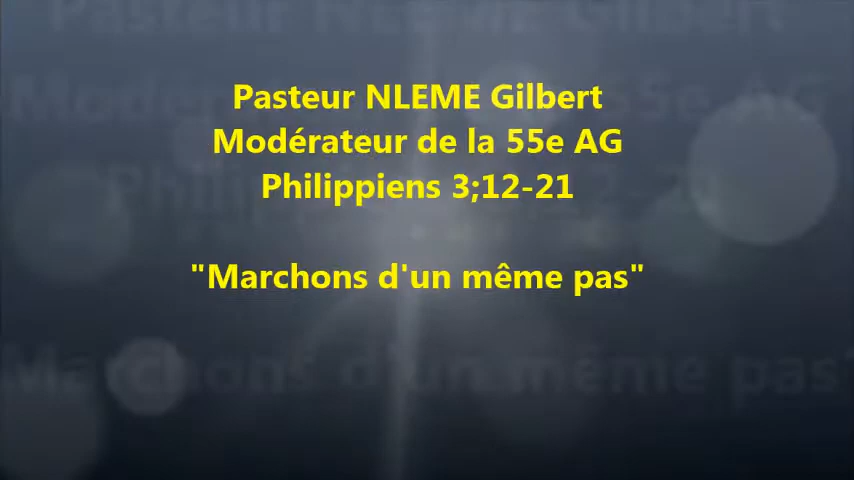 Pasteur NLEME Gilbert
Modérateur de la 55e AG
Philippiens 3;12-21
"Marchons d'un même pas"